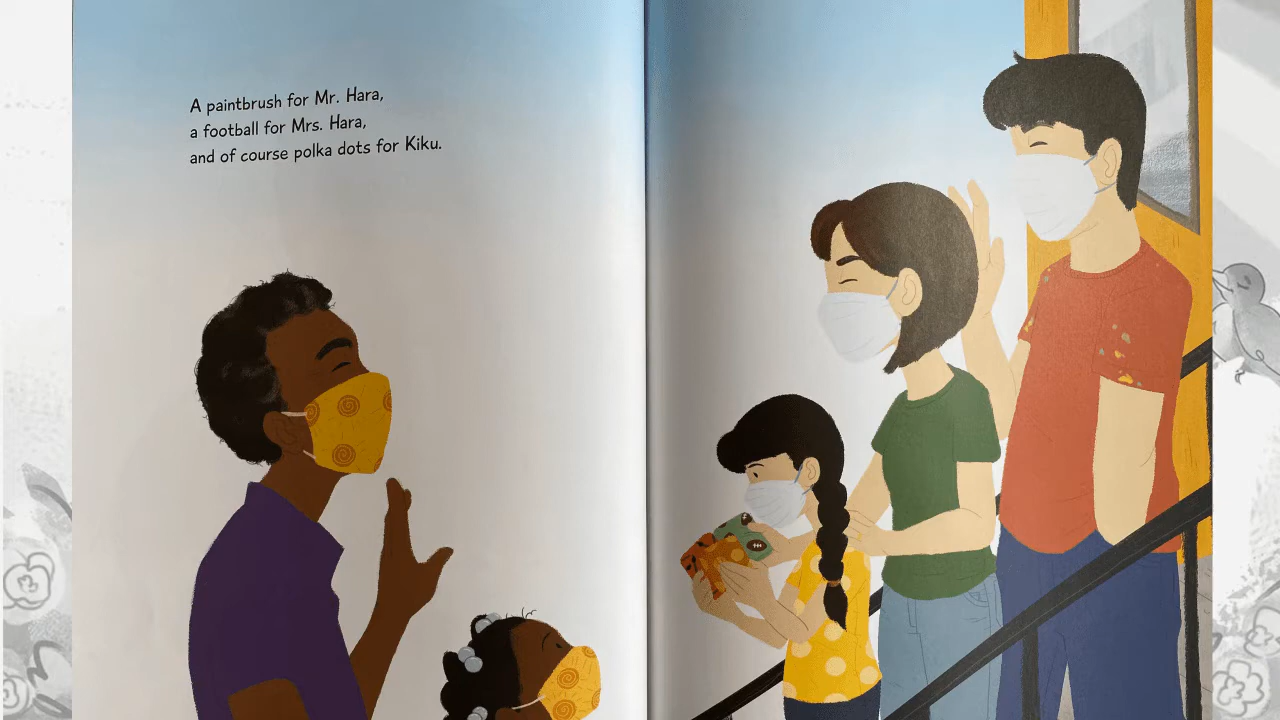 A paintbrush for Mr. Hara,
a football for Mrs. Hara,
and of course polka dots for Kiku.